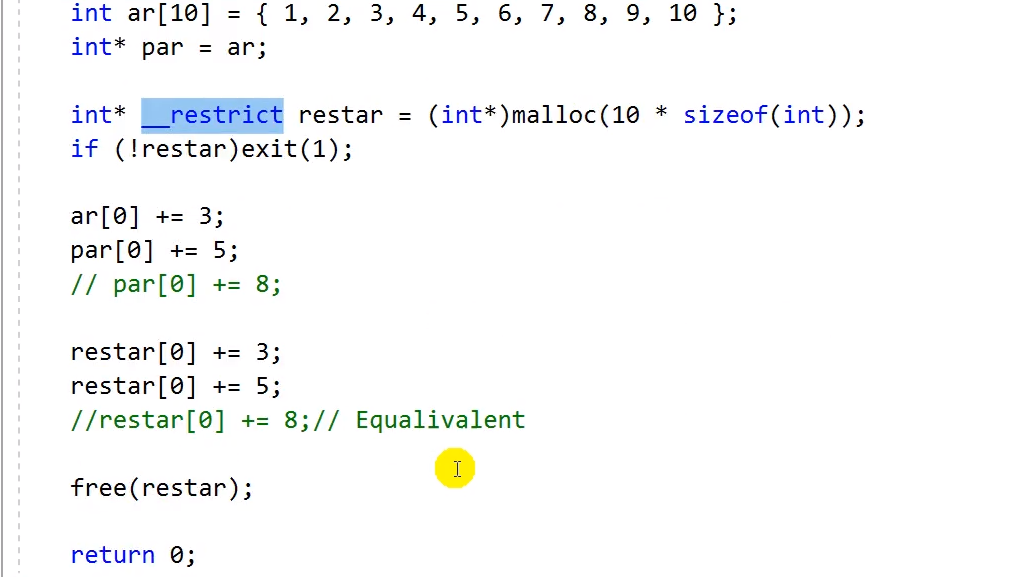 int ar[10] = { 1, 2, 3, 4, 5, 6, 7, 8, 9, 10 };
int* par = ar;
int* __restrict restar = (int*)malloc(10 * sizeof(int));
if (!restar)exit(1);
ar[0] += 3;
par[0] += 5;
// par[0] += 8;
restar[0] += 3;
restar[0] += 5;
//restar[0] += 8;// Equalivalent
free(restar);
return 0;